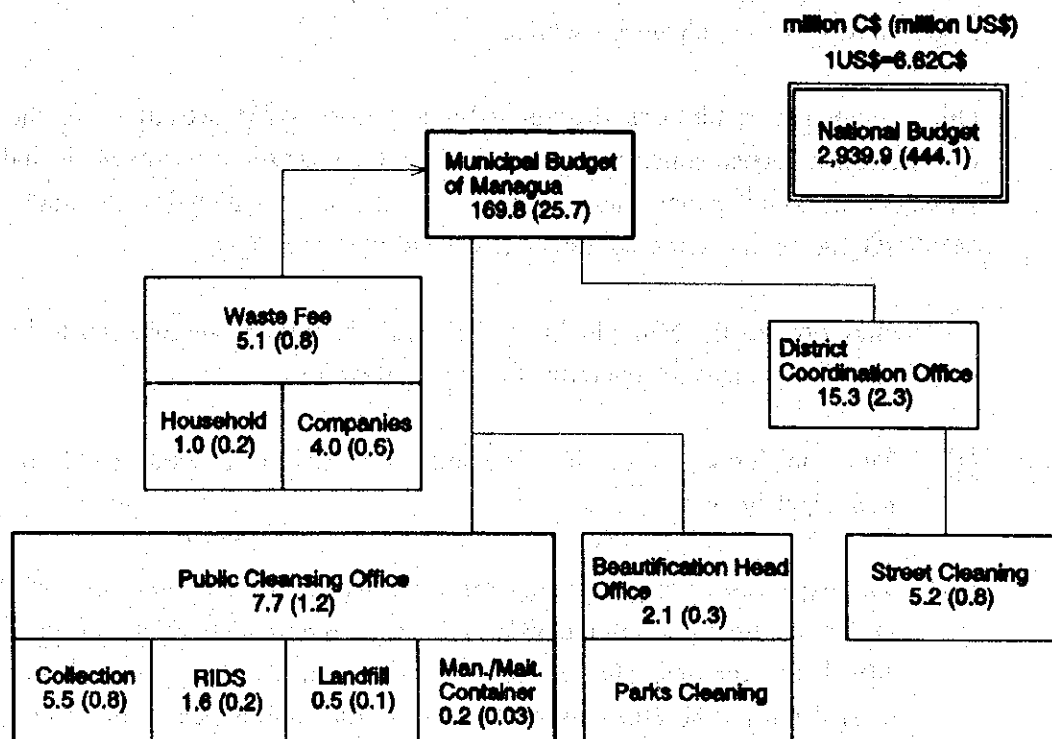 million C$ (million US$)
1US$=6.62C$
National Budget
2,939.9 (444.1)
Municipal Budget
of Managua
169.8 (25.7)
Waste Fee
5.1 (0.8)
Household
1.0 (0.2)
Companies
4.0 (0.6)
District
Coordination Office
15.3 (2.3)
Public Cleansing Office
7.7 (1.2)
Collection
5.5 (0.8)
RIDS
1.6 (0.2)
Landfill
0.5 (0.1)
Man./Mait.
Container
0.2 (0.03)
Beautification Head
Office
2.1 (0.3)
Parks Cleaning
Street Cleaning
5.2 (0.8)